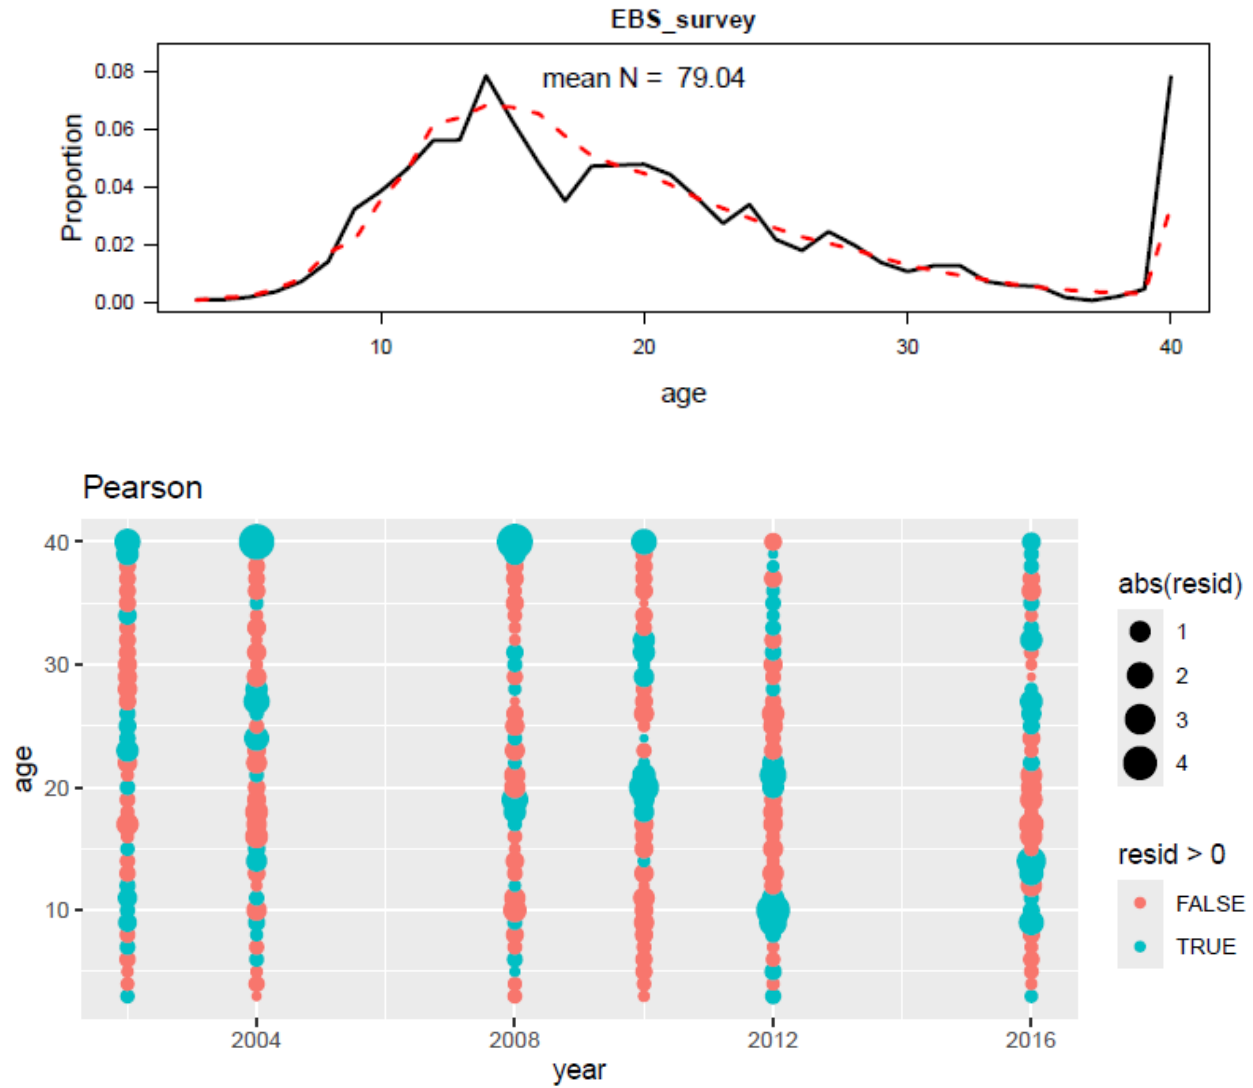 EBS_survey
mean N = 79.04
Proportion
0.08
0.06
0.04
0.02
0.00
10 20 30 40
age
Pearson
age
40
30
20
10
2004 2008 2012 2016
year
abs(resid)
1
2
3
4
resid > 0
FALSE
TRUE